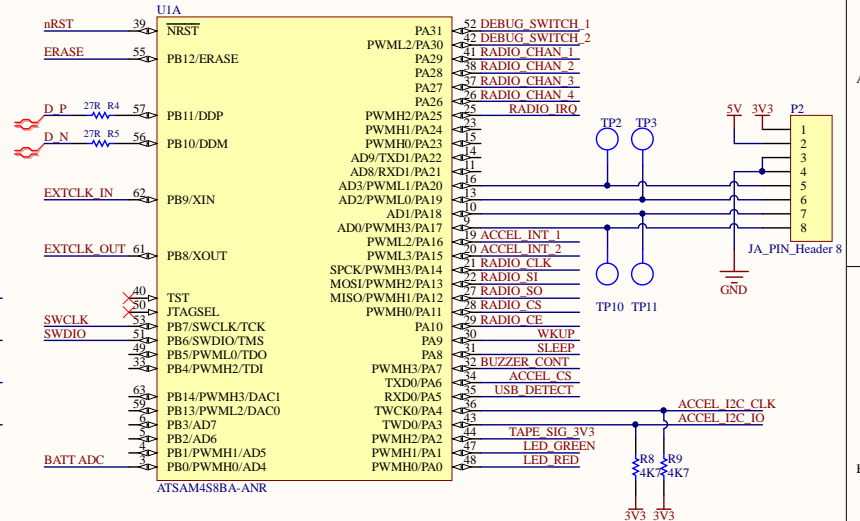 U1A
nRST 39 NRST
ERASE 55 PB12/ERASE
D_P 27R R4 57 PB11/DDP
D_N 27R R5 56 PB10/DDM
EXTCLK_IN 62 PB9/XIN
EXTCLK_OUT 61 PB8/XOUT
40 TST
50 JTAGSEL
SWCLK 53 PB7/SWCLK/TCK
SWDIO 51 PB6/SWDIO/TMS
49 PB5/PWML0/TDO
33 PB4/PWMH2/TDI
63 PB14/PWMH3/DAC1
59 PB13/PWML2/DAC0
6 PB3/AD7
5 PB2/AD6
4 PB1/PWMH1/AD5
BATT ADC 3 PB0/PWMH0/AD4
ATSAM4S8BA-ANR
PA31 52 DEBUG_SWITCH_1
PWML2/PA30 42 DEBUG_SWITCH_2
PA29 41 RADIO_CHAN_1
PA28 38 RADIO_CHAN_2
PA27 37 RADIO_CHAN_3
PA26 26 RADIO_CHAN_4
PWMH2/PA25 25 RADIO_IRQ
PWMH1/PA24 23
PWMH0/PA23 15
AD9/TXD1/PA22 14
AD8/RXD1/PA21 11
AD3/PWML1/PA20 16
AD2/PWML0/PA19 13
AD1/PA18 10
AD0/PWMH3/PA17 9
PWML2/PA16 19 ACCEL_INT_1
PWML3/PA15 20 ACCEL_INT_2
SPCK/PWMH3/PA14 21 RADIO_CLK
MOSI/PWMH2/PA13 22 RADIO_SI
MISO/PWMH1/PA12 27 RADIO_SO
PWMH0/PA11 28 RADIO_CS
PA10 29 RADIO_CE
PA9 30 WKUP
PA8 31 SLEEP
PWMH3/PA7 32 BUZZER_CONT
TXD0/PA6 34 ACCEL_CS
RXD0/PA5 35 USB_DETECT
TWCK0/PA4 36 ACCEL_I2C_CLK
TWD0/PA3 43 ACCEL_I2C_IO
PWMH2/PA2 44 TAPE_SIG_3V3
PWMH1/PA1 47 LED_GREEN
PWMH0/PA0 48 LED_RED
TP2 TP3
TP10 TP11
5V 3V3
P2
1
2
3
4
5
6
7
8
JA_PIN_Header 8
GND
R8 R9
4K7 4K7
3V3 3V3